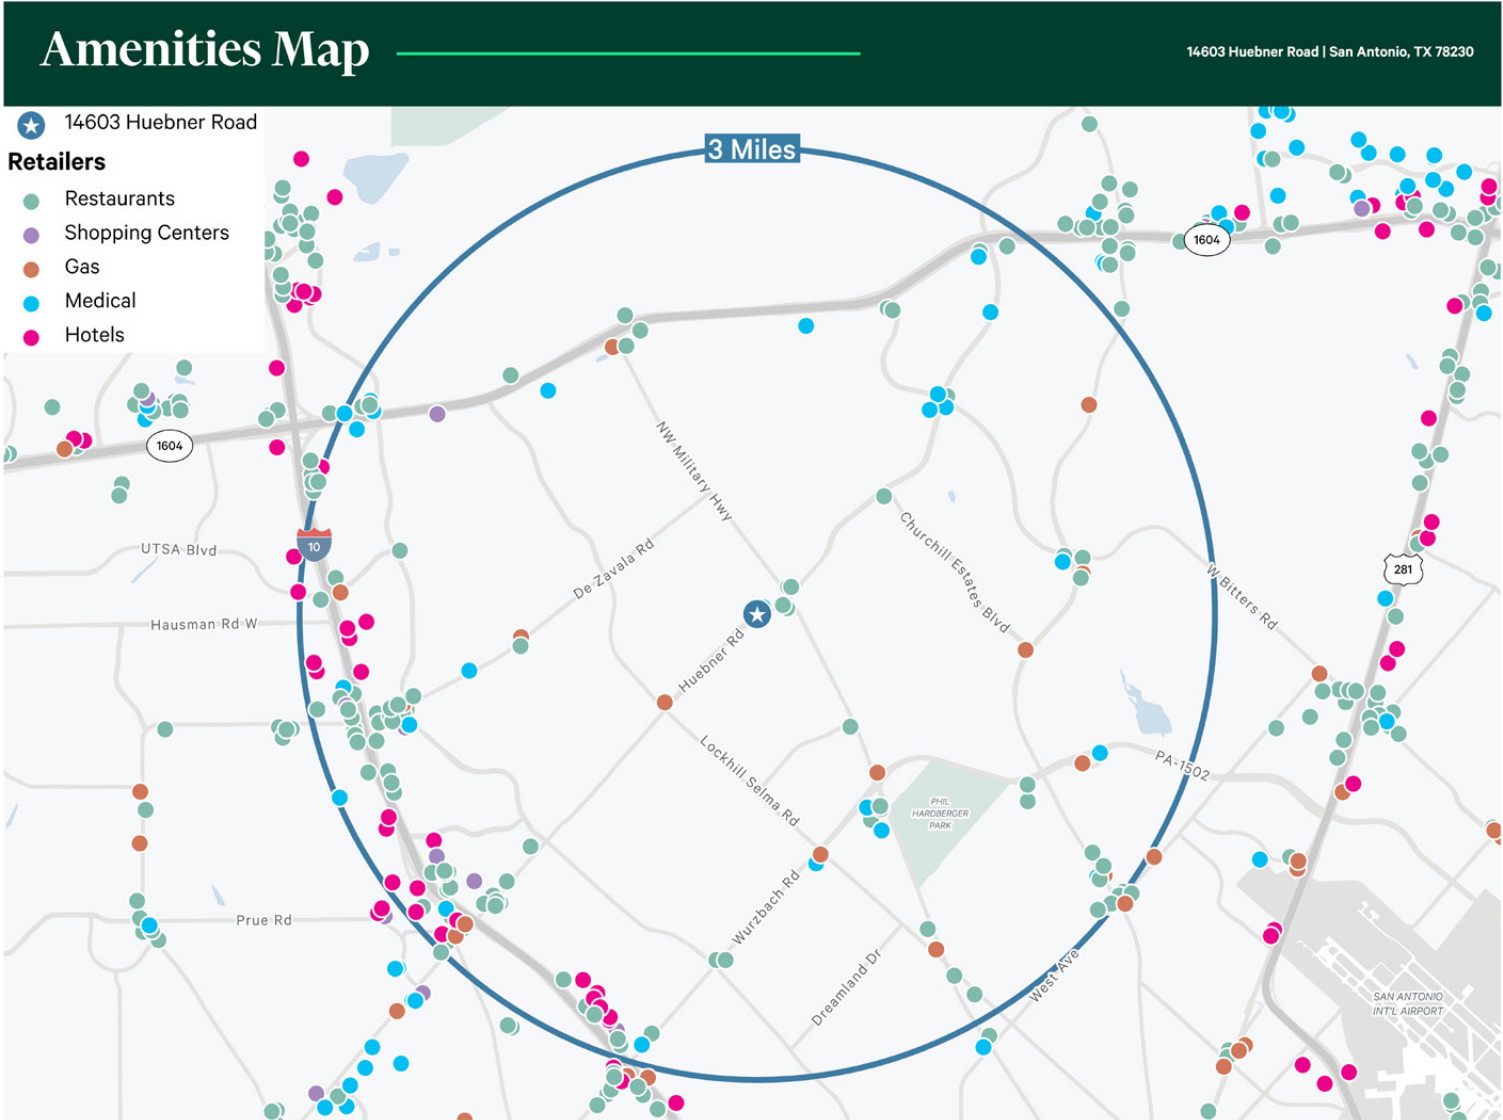 Amenities Map
14603 Huebner Road | San Antonio, TX 78230
14603 Huebner Road
Retailers
Restaurants
Shopping Centers
Gas
Medical
Hotels
3 Miles
1604
1604
NW Military Hwy
UTSA Blvd
10
De Zavala Rd
Churchill Estates Blvd
W Bitters Rd
281
Hausman Rd W
Huebner Rd
Lockhill Selma Rd
PA-1502
PHIL
HARDBERGER
PARK
Prue Rd
Wurzbach Rd
Dreamland Dr
West Ave
SAN ANTONIO
INT'L AIRPORT